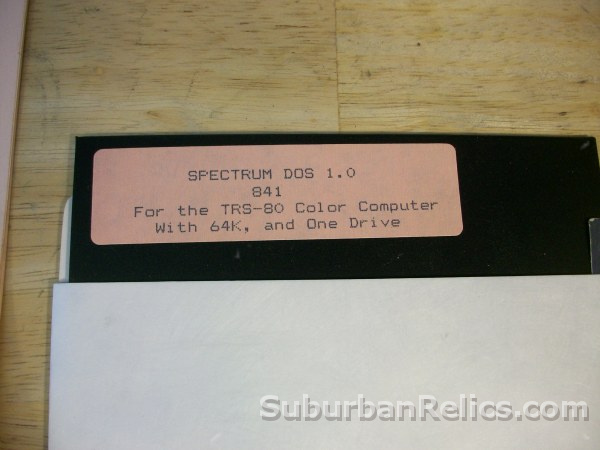 SPECTRUM DOS 1.0
841
For the TRS-80 Color Computer
With 64K, and One Drive
SuburbanRelics.com